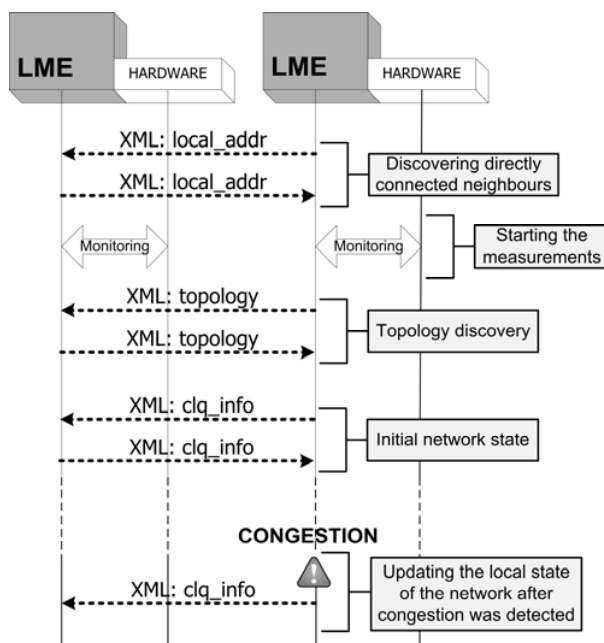 LME
HARDWARE
LME
HARDWARE
XML: local_addr
XML: local_addr
Discovering directly
connected neighbours
Monitoring
Monitoring
Starting the
measurements
XML: topology
XML: topology
Topology discovery
XML: clq_info
XML: clq_info
Initial network state
CONGESTION
!
XML: clq_info
Updating the local state
of the network after
congestion was detected